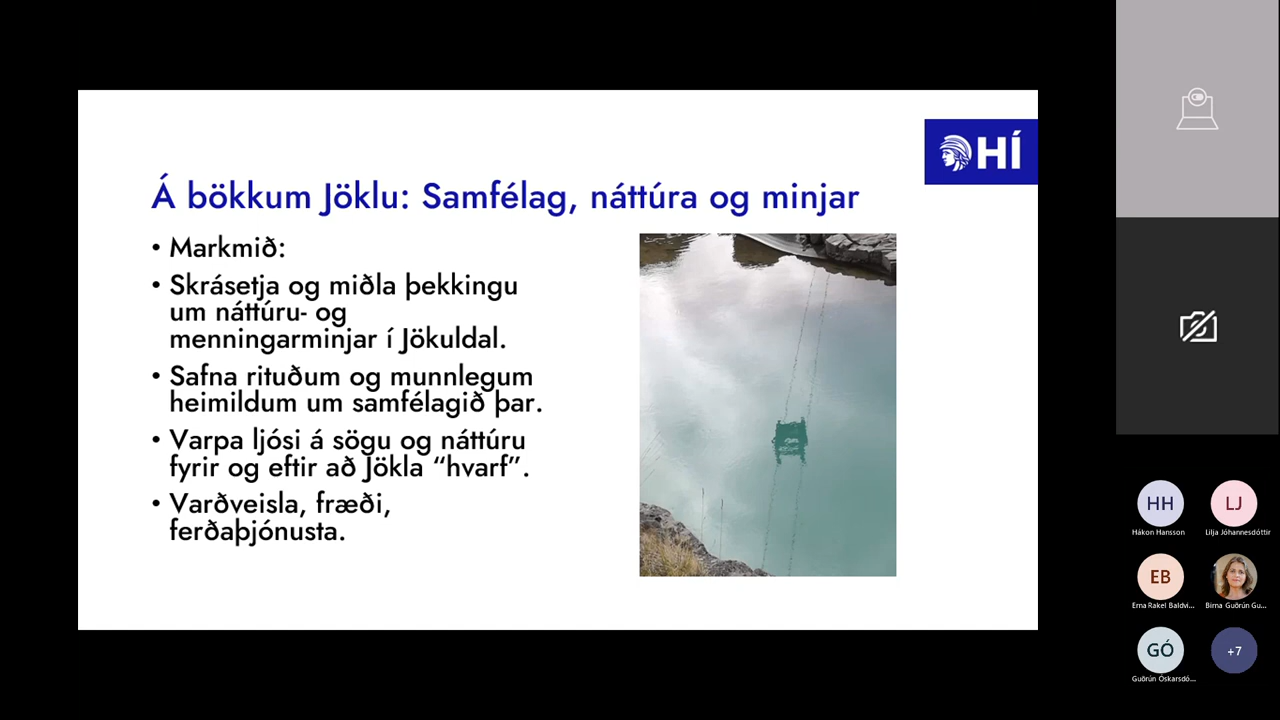 HÍ
Á bökkum Jöklu: Samfélag, náttúra og minjar
• Markmið:
• Skrásetja og miðla þekkingu
um náttúru- og
menningarminjar í Jökuldal.
• Safna rituðum og munnlegum
heimildum um samfélagið þar.
• Varpa ljósi á sögu og náttúru
fyrir og eftir að Jökla “hvarf”.
• Varðveisla, fræði,
ferðaþjónusta.
HH
Hákon Hansson
LJ
Lilja Jóhannesdóttir
EB
Erna Rakel Baldvi...
Birna Guðrún Gu...
GÓ
Guðrún Óskarsdó...
+7